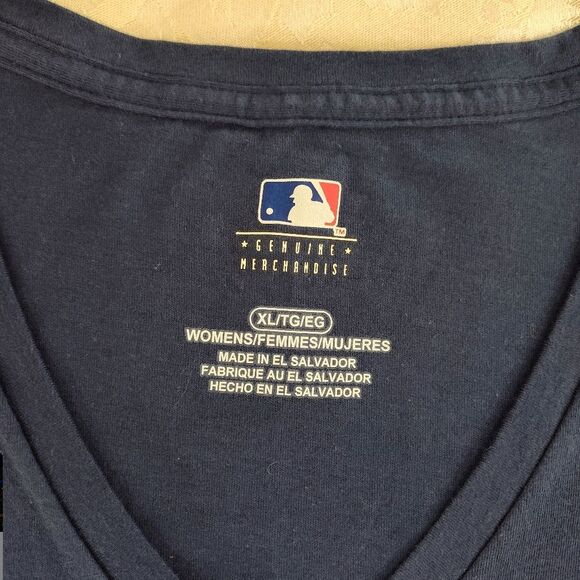 TM
★ GENUINE ★
MERCHANDISE
XL/TG/EG
WOMENS/FEMMES/MUJERES
MADE IN EL SALVADOR
FABRIQUE AU EL SALVADOR
HECHO EN EL SALVADOR